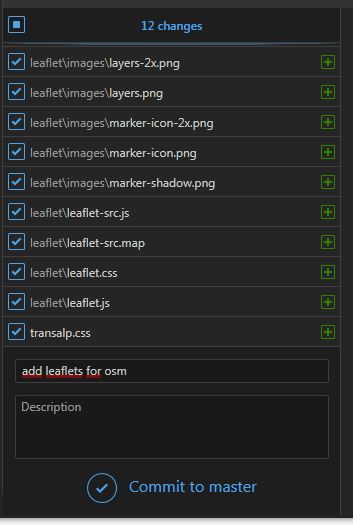 12 changes
leaflet\images\layers-2x.png
leaflet\images\layers.png
leaflet\images\marker-icon-2x.png
leaflet\images\marker-icon.png
leaflet\images\marker-shadow.png
leaflet\leaflet-src.js
leaflet\leaflet-src.map
leaflet\leaflet.css
leaflet\leaflet.js
transalp.css
add leaflets for osm
Description
Commit to master